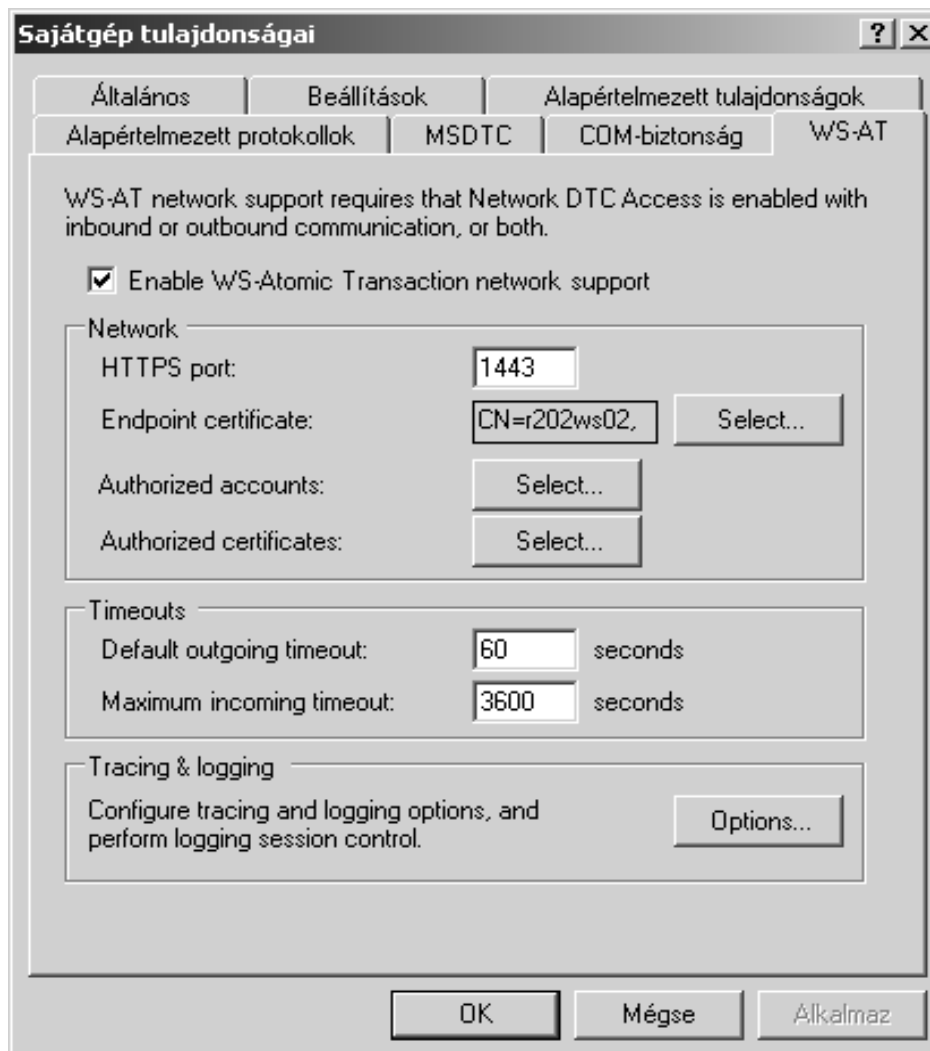 Sajátgép tulajdonságai
Általános Beállítások Alapértelmezett tulajdonságok
Alapértelmezett protokollok MSDTC COM-biztonság WS-AT
WS-AT network support requires that Network DTC Access is enabled with
inbound or outbound communication, or both.
Enable WS-Atomic Transaction network support
Network
HTTPS port: 1443
Endpoint certificate: CN=r202ws02, Select...
Authorized accounts: Select...
Authorized certificates: Select...
Timeouts
Default outgoing timeout: 60 seconds
Maximum incoming timeout: 3600 seconds
Tracing & logging
Configure tracing and logging options, and
perform logging session control.
Options...
OK Mégse Alkalmaz